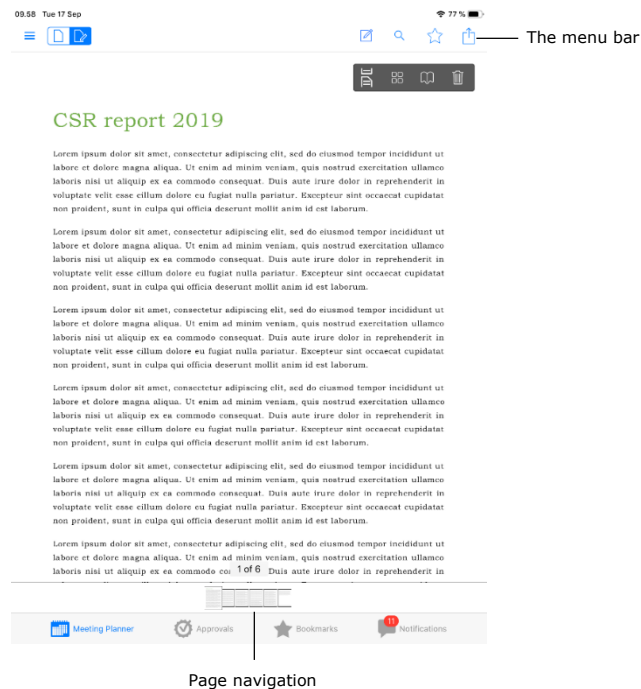 09.58 Tue 17 Sep
77 %
The menu bar
CSR report 2019
Lorem ipsum dolor sit amet, consectetur adipiscing elit, sed do eiusmod tempor incididunt ut
labore et dolore magna aliqua. Ut enim ad minim veniam, quis nostrud exercitation ullamco
laboris nisi ut aliquip ex ea commodo consequat. Duis aute irure dolor in reprehenderit in
voluptate velit esse cillum dolore eu fugiat nulla pariatur. Excepteur sint occaecat cupidatat
non proident, sunt in culpa qui officia deserunt mollit anim id est laborum.
Lorem ipsum dolor sit amet, consectetur adipiscing elit, sed do eiusmod tempor incididunt ut
labore et dolore magna aliqua. Ut enim ad minim veniam, quis nostrud exercitation ullamco
laboris nisi ut aliquip ex ea commodo consequat. Duis aute irure dolor in reprehenderit in
voluptate velit esse cillum dolore eu fugiat nulla pariatur. Excepteur sint occaecat cupidatat
non proident, sunt in culpa qui officia deserunt mollit anim id est laborum.
Lorem ipsum dolor sit amet, consectetur adipiscing elit, sed do eiusmod tempor incididunt ut
labore et dolore magna aliqua. Ut enim ad minim veniam, quis nostrud exercitation ullamco
laboris nisi ut aliquip ex ea commodo consequat. Duis aute irure dolor in reprehenderit in
voluptate velit esse cillum dolore eu fugiat nulla pariatur. Excepteur sint occaecat cupidatat
non proident, sunt in culpa qui officia deserunt mollit anim id est laborum.
Lorem ipsum dolor sit amet, consectetur adipiscing elit, sed do eiusmod tempor incididunt ut
labore et dolore magna aliqua. Ut enim ad minim veniam, quis nostrud exercitation ullamco
laboris nisi ut aliquip ex ea commodo consequat. Duis aute irure dolor in reprehenderit in
voluptate velit esse cillum dolore eu fugiat nulla pariatur. Excepteur sint occaecat cupidatat
non proident, sunt in culpa qui officia deserunt mollit anim id est laborum.
Lorem ipsum dolor sit amet, consectetur adipiscing elit, sed do eiusmod tempor incididunt ut
labore et dolore magna aliqua. Ut enim ad minim veniam, quis nostrud exercitation ullamco
laboris nisi ut aliquip ex ea commodo consequat. Duis aute irure dolor in reprehenderit in
voluptate velit esse cillum dolore eu fugiat nulla pariatur. Excepteur sint occaecat cupidatat
non proident, sunt in culpa qui officia deserunt mollit anim id est laborum.
Lorem ipsum dolor sit amet, consectetur adipiscing elit, sed do eiusmod tempor incididunt ut
labore et dolore magna aliqua. Ut enim ad minim veniam, quis nostrud exercitation ullamco
laboris nisi ut aliquip ex ea commodo co 1 of 6 Duis aute irure dolor in reprehenderit in
Meeting Planner
Approvals
Bookmarks
11
Notifications
Page navigation